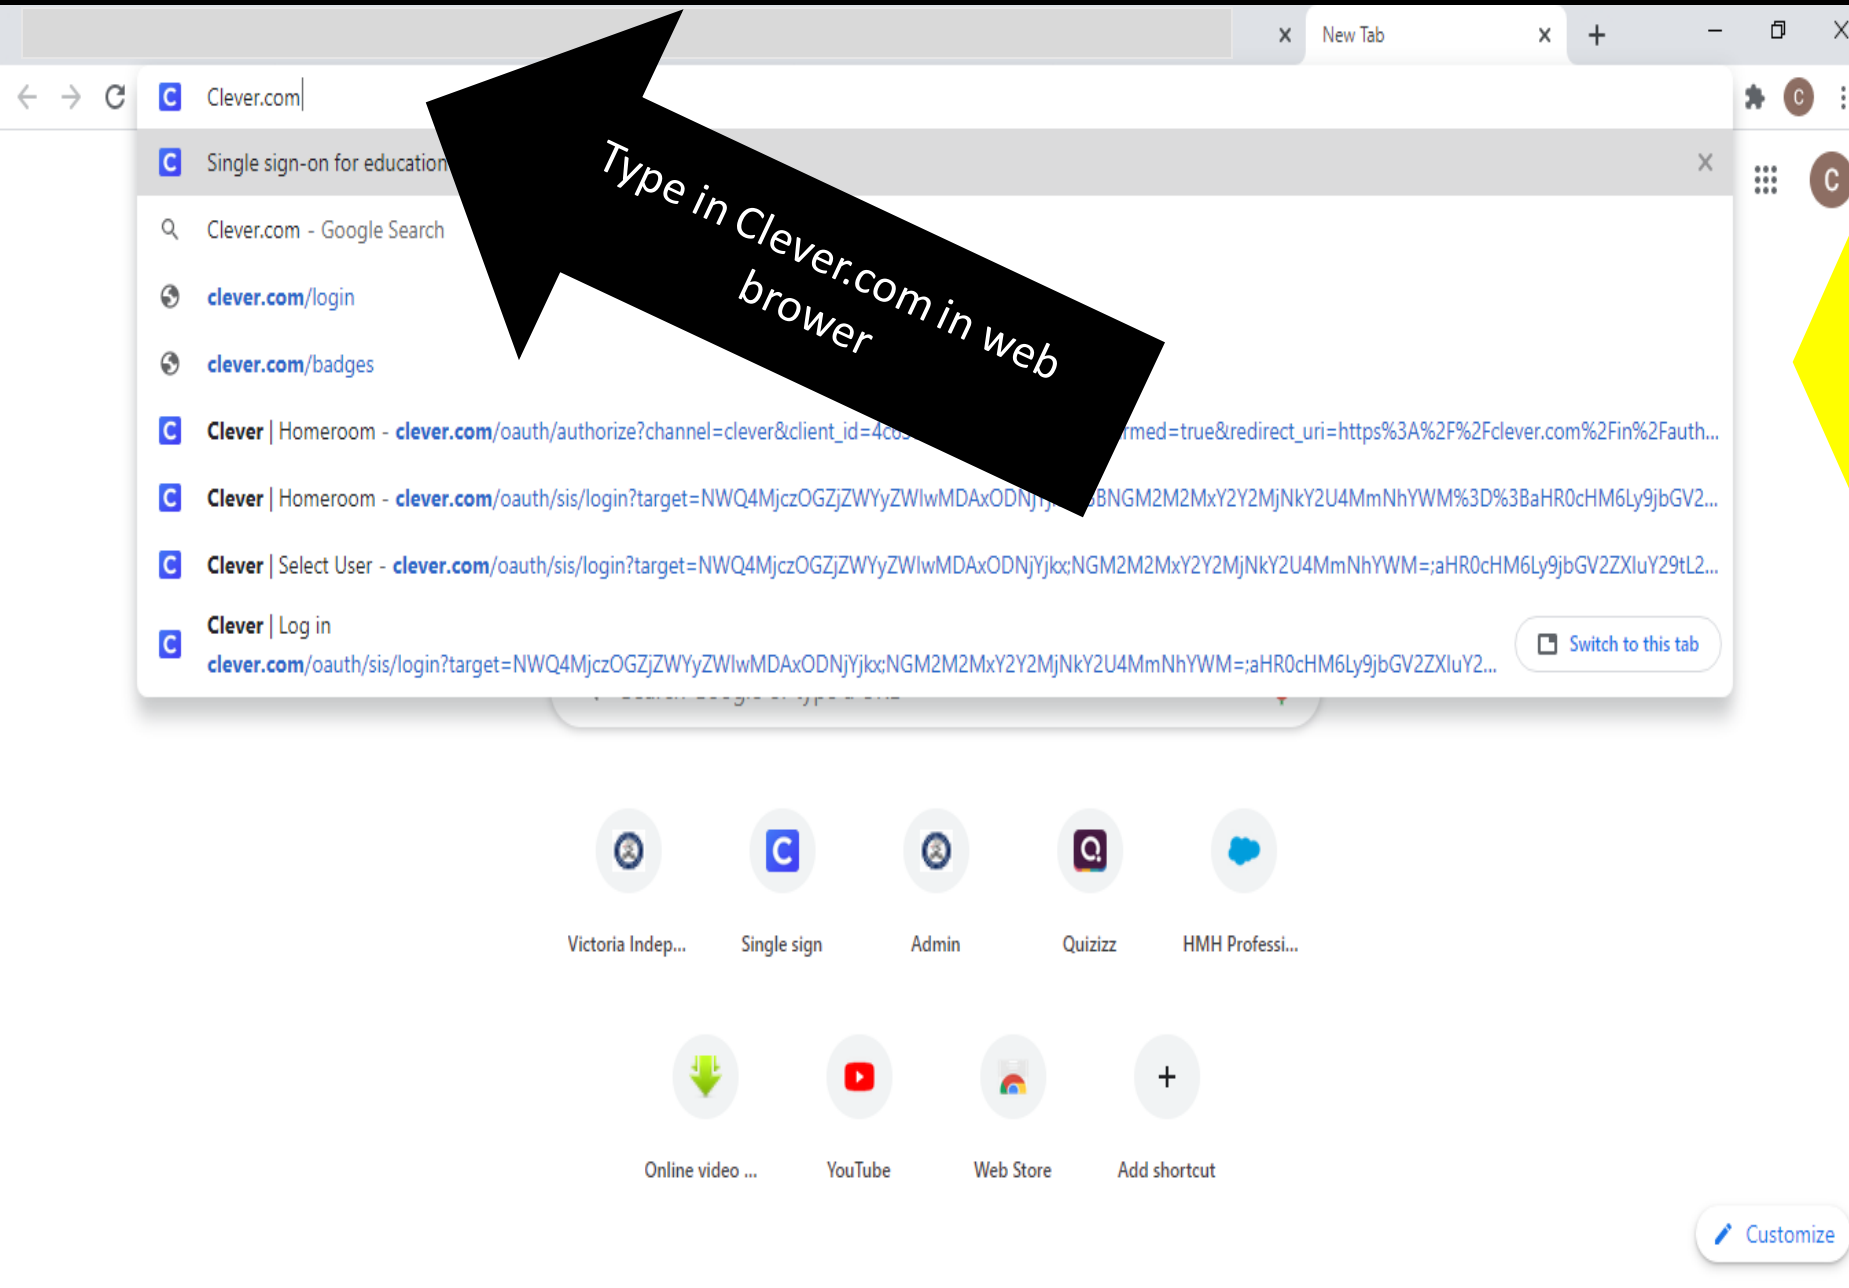 New Tab
Clever.com
Single sign-on for education
Clever.com - Google Search
clever.com/login
clever.com/badges
Clever | Homeroom - clever.com/oauth/authorize?channel=clever&client_id= rmed=true&redirect_uri=https%3A%2F%2Fclever.com%2Fin%2Fauth...
Clever | Homeroom - clever.com/oauth/sis/login?target=NWQ4MjczOGZjZWYyZWIwMDAxODNjYj BNGM2M2MxY2Y2MjNkY2U4MmNhYWM%3D%3BaHR0cHM6Ly9jbGV2...
Clever | Select User - clever.com/oauth/sis/login?target=NWQ4MjczOGZjZWYyZWIwMDAxODNjYjkx;NGM2M2MxY2Y2MjNkY2U4MmNhYWM=;aHR0cHM6Ly9jbGV2ZXIuY29tL2...
Clever | Log in
clever.com/oauth/sis/login?target=NWQ4MjczOGZjZWYyZWIwMDAxODNjYjkx;NGM2M2MxY2Y2MjNkY2U4MmNhYWM=;aHR0cHM6Ly9jbGV2ZXIuY2...
Switch to this tab
Type in Clever.com in web
brower
C
C
Victoria Indep...
Single sign
Admin
Quizizz
HMH Professi...
Online video ...
YouTube
Web Store
Add shortcut
Customize